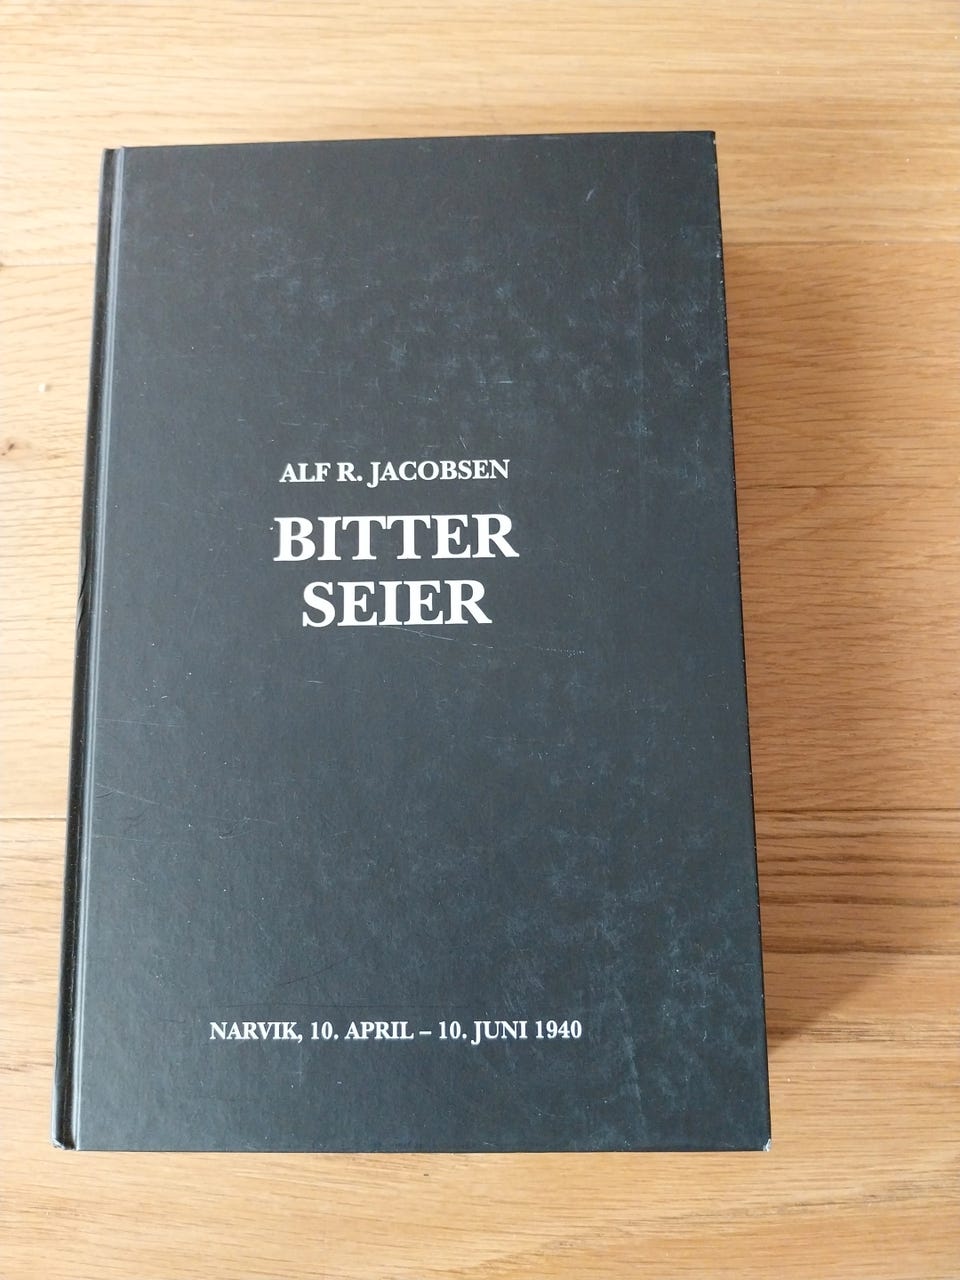 ALF R. JACOBSEN
BITTER
SEIER
NARVIK, 10. APRIL – 10. JUNI 1940